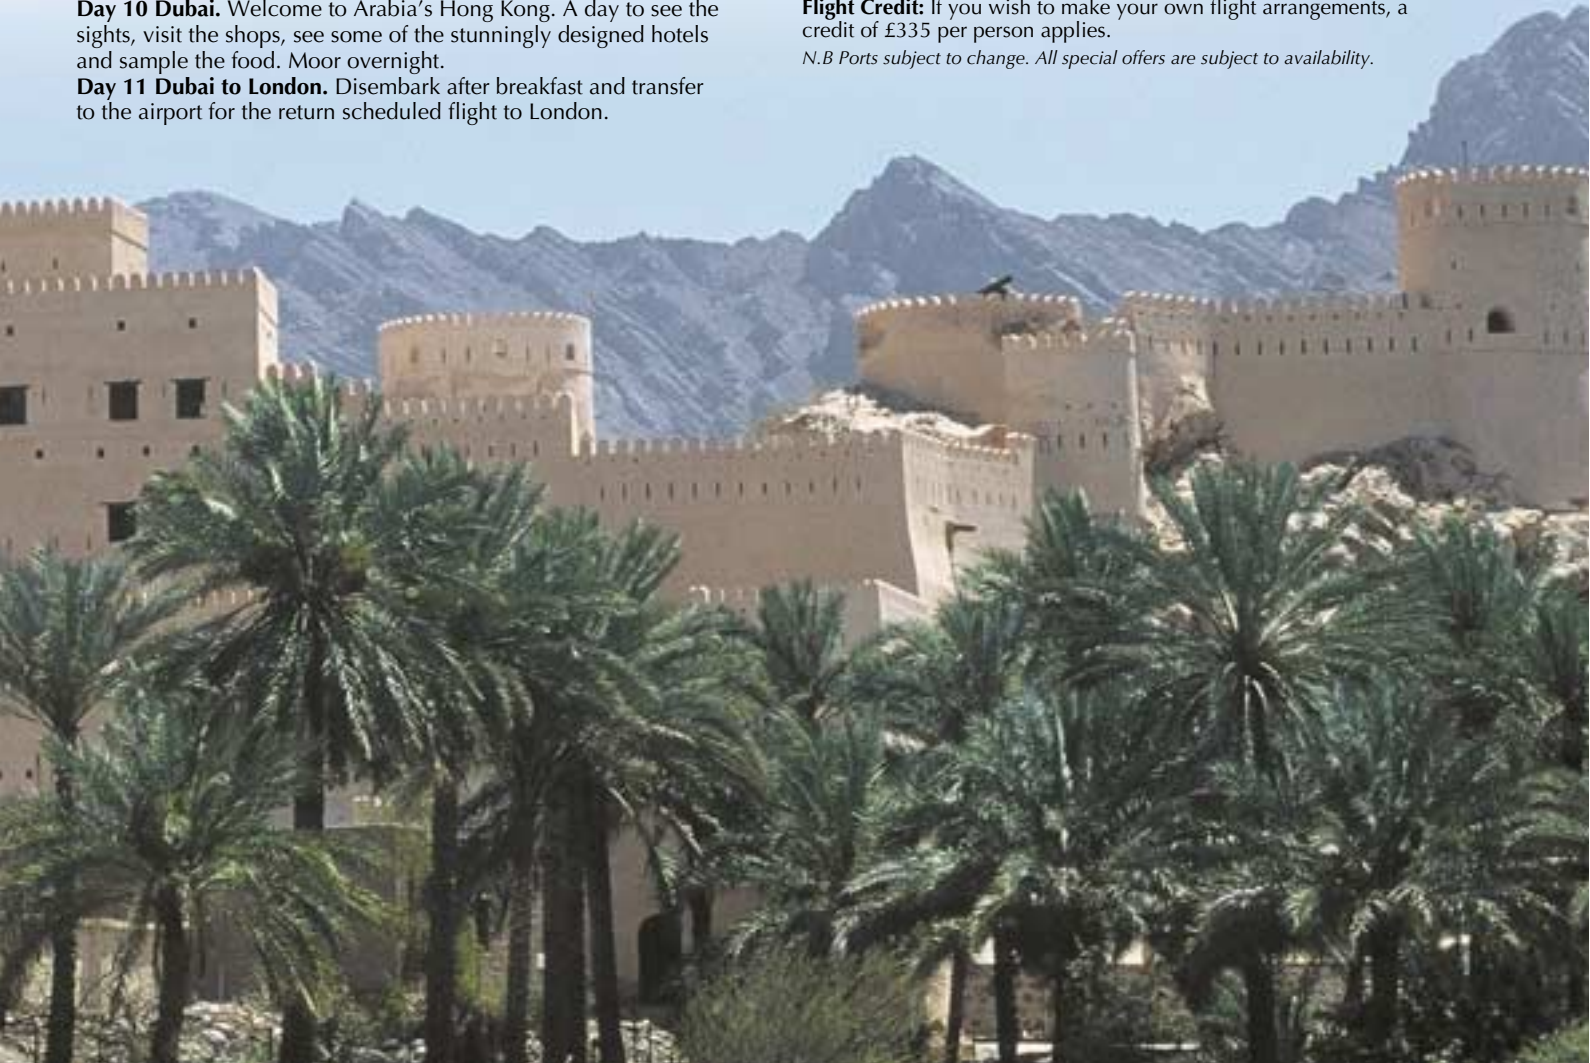 Day 10 Dubai. Welcome to Arabia's Hong Kong. A day to see the
sights, visit the shops, see some of the stunningly designed hotels
and sample the food. Moor overnight.
Day 11 Dubai to London. Disembark after breakfast and transfer
to the airport for the return scheduled flight to London.
Flight Credit: If you wish to make your own flight arrangements, a
credit of £335 per person applies.
N.B Ports subject to change. All special offers are subject to availability.